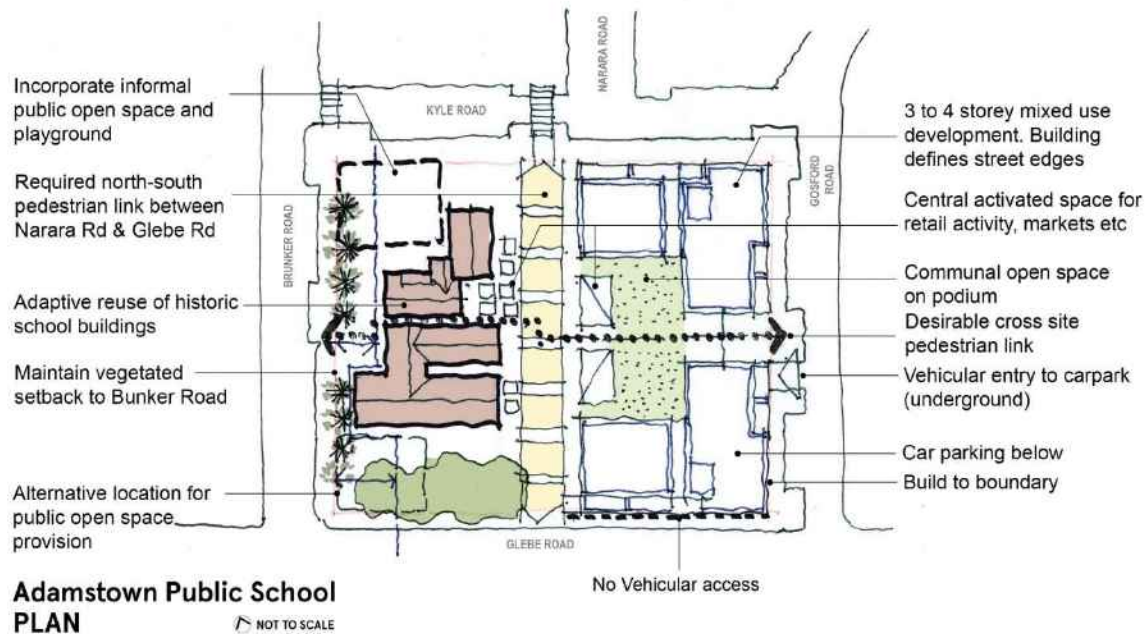 Incorporate informal
public open space and
playground
Required north-south
pedestrian link between
Narara Rd & Glebe Rd
Adaptive reuse of historic
school buildings
Maintain vegetated
setback to Bunker Road
Alternative location for
public open space
provision
BRUNKER ROAD
KYLE ROAD
NARARA ROAD
GOSFORD
ROAD
GLEBE ROAD
3 to 4 storey mixed use
development. Building
defines street edges
Central activated space for
retail activity, markets etc
Communal open space
on podium
Desirable cross site
pedestrian link
Vehicular entry to carpark
(underground)
Car parking below
Build to boundary
No Vehicular access
Adamstown Public School
PLAN
NOT TO SCALE